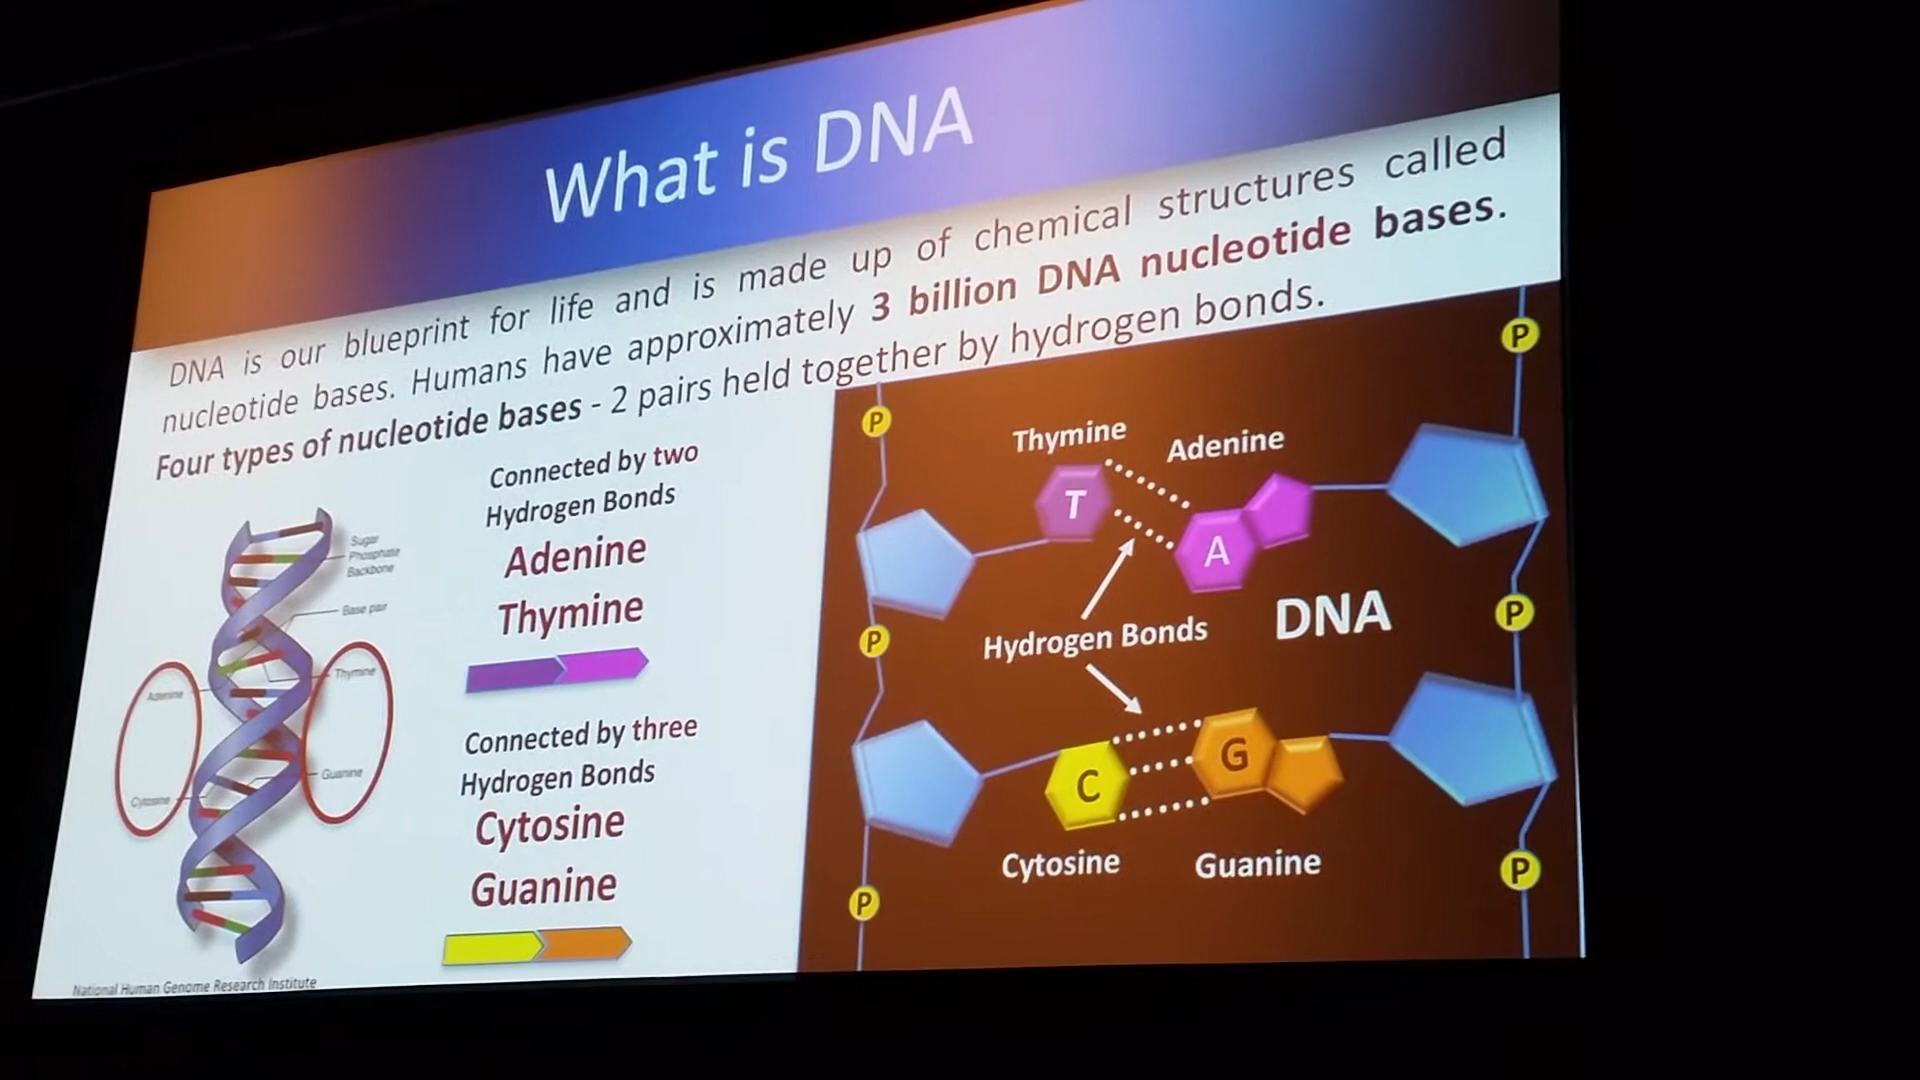 What is DNA
DNA is our blueprint for life and is made up of chemical structures called
nucleotide bases. Humans have approximately 3 billion DNA nucleotide bases.
Four types of nucleotide bases - 2 pairs held together by hydrogen bonds.
Sugar
Phosphate
Backbone
Base pair
Adenine
Thymine
Guanine
Cytosine
National Human Genome Research Institute
Connected by two
Hydrogen Bonds
Adenine
Thymine
Connected by three
Hydrogen Bonds
Cytosine
Guanine
P
P
Thymine
Adenine
T
A
Hydrogen Bonds
DNA
P
P
C
G
Cytosine
Guanine
P
P